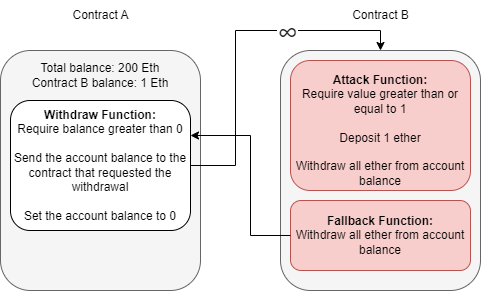 Contract A
Total balance: 200 Eth
Contract B balance: 1 Eth
Withdraw Function:
Require balance greater than 0
Send the account balance to the
contract that requested the
withdrawal
Set the account balance to 0
∞
Contract B
Attack Function:
Require value greater than or
equal to 1
Deposit 1 ether
Withdraw all ether from account
balance
Fallback Function:
Withdraw all ether from account
balance